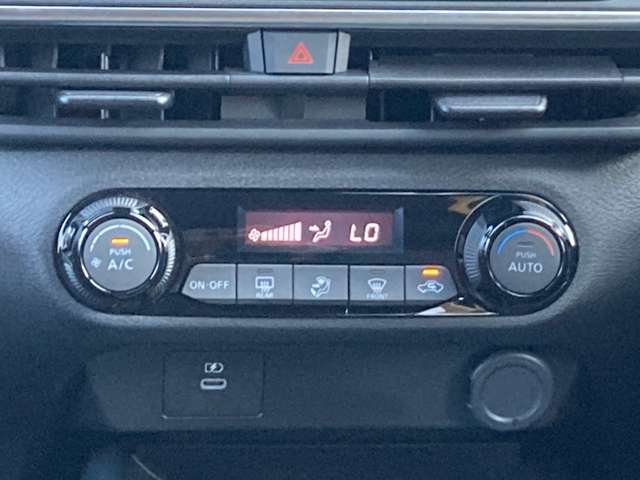 LO
PUSH
A/C
PUSH
AUTO
ON·OFF
REAR
FRONT